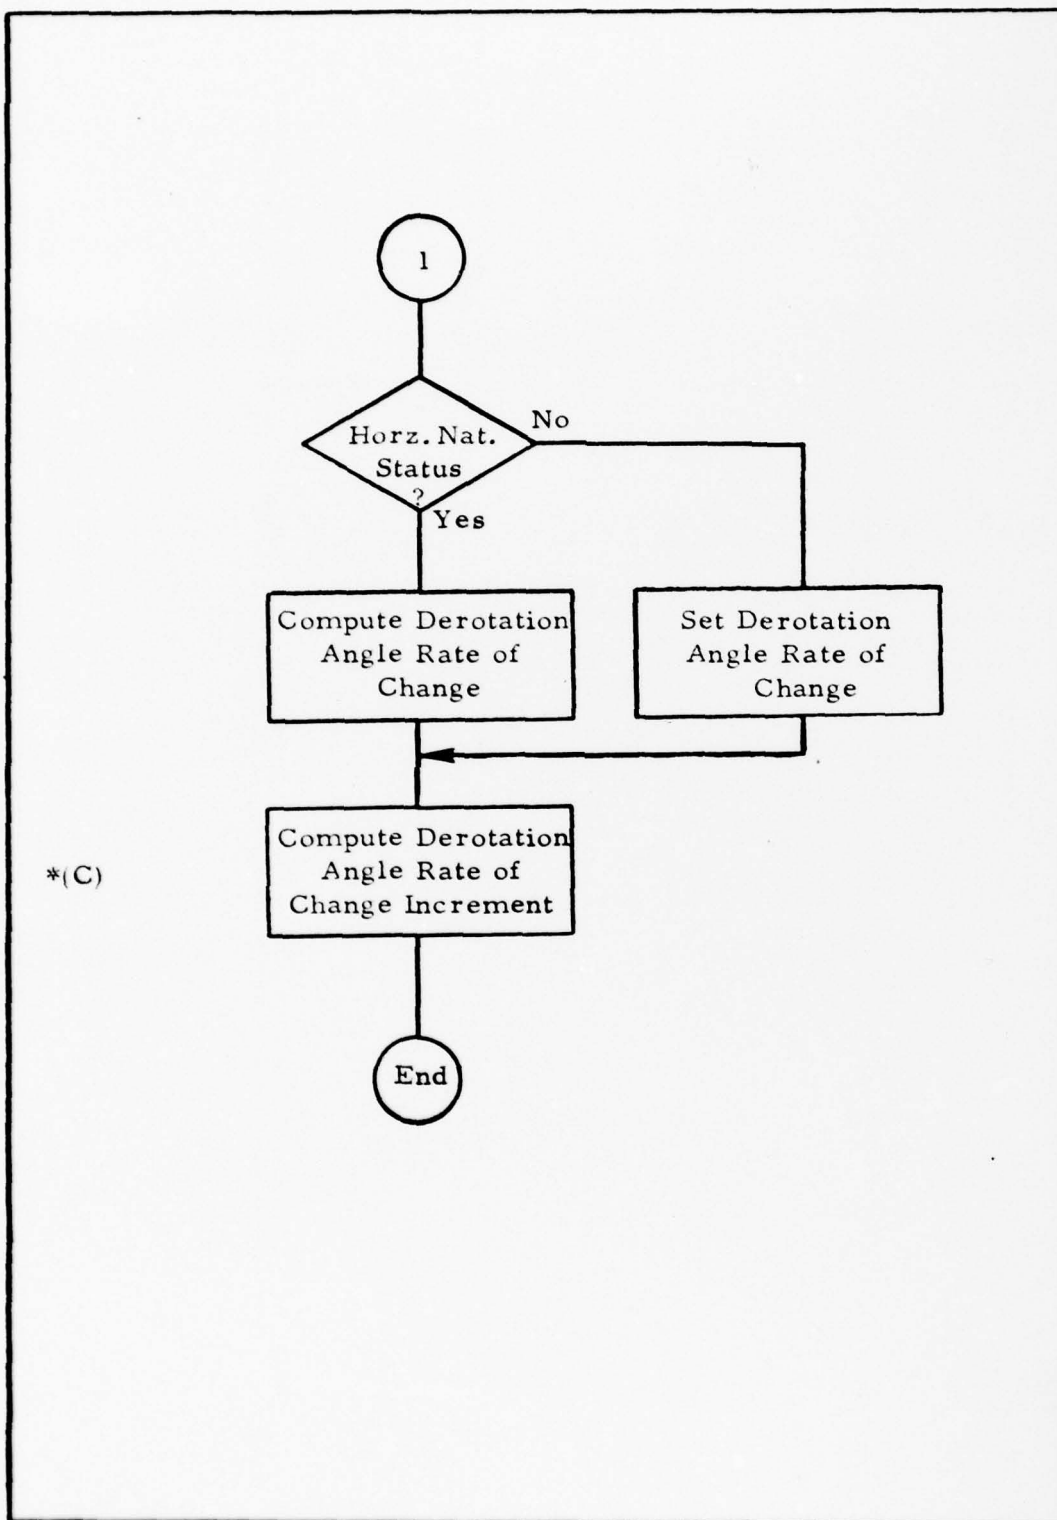 1
Horz. Nat.
Status
?
No
Yes
Compute Derotation
Angle Rate of
Change
Set Derotation
Angle Rate of
Change
Compute Derotation
Angle Rate of
Change Increment
*(C)
End